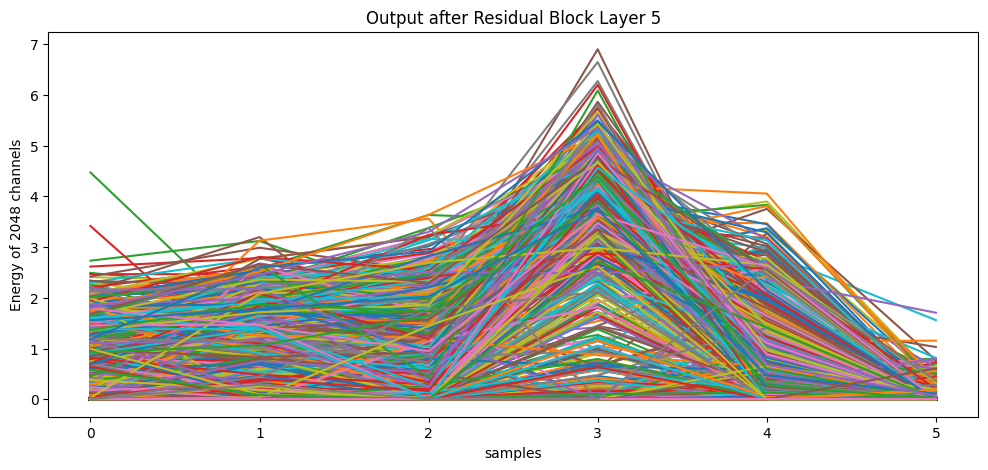 Output after Residual Block Layer 5
Energy of 2048 channels
7
6
5
4
3
2
1
0
0 1 2 3 4 5
samples